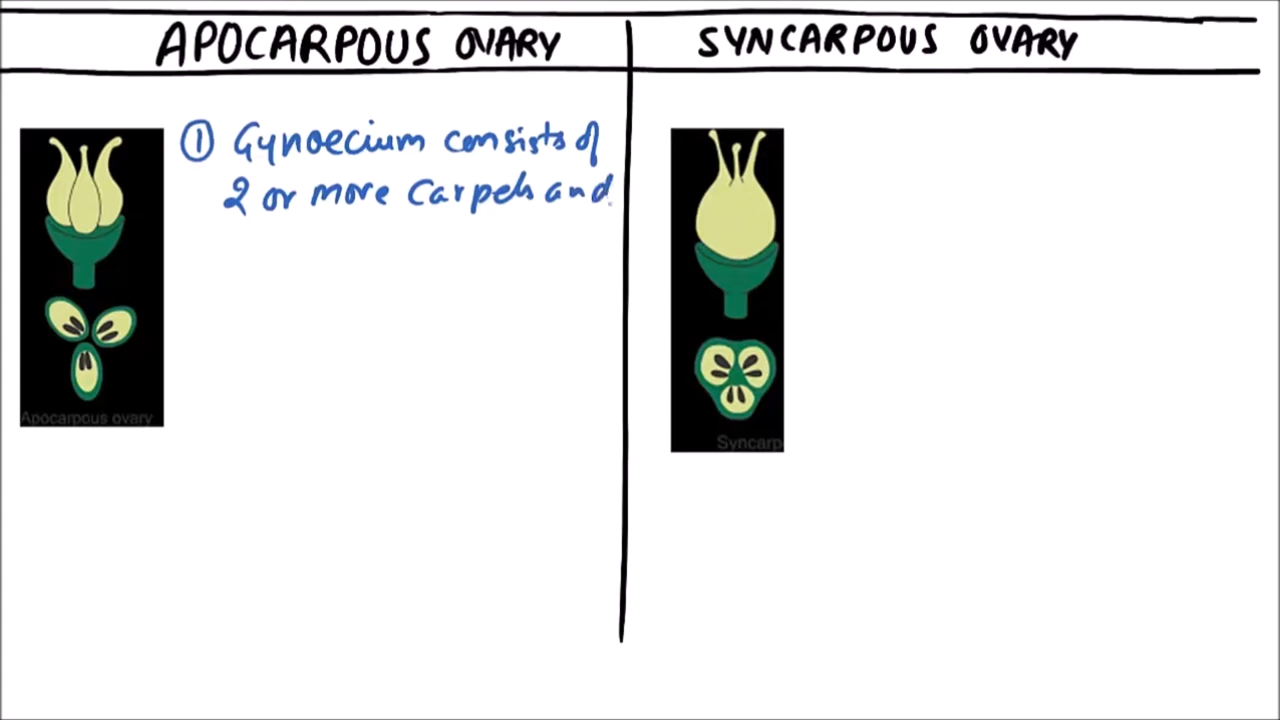 APOCARPOUS OVARY
SYNCARPOUS OVARY
① Gynoecium consists of
2 or more Carpels and
Apocarpous ovary
Syncarp